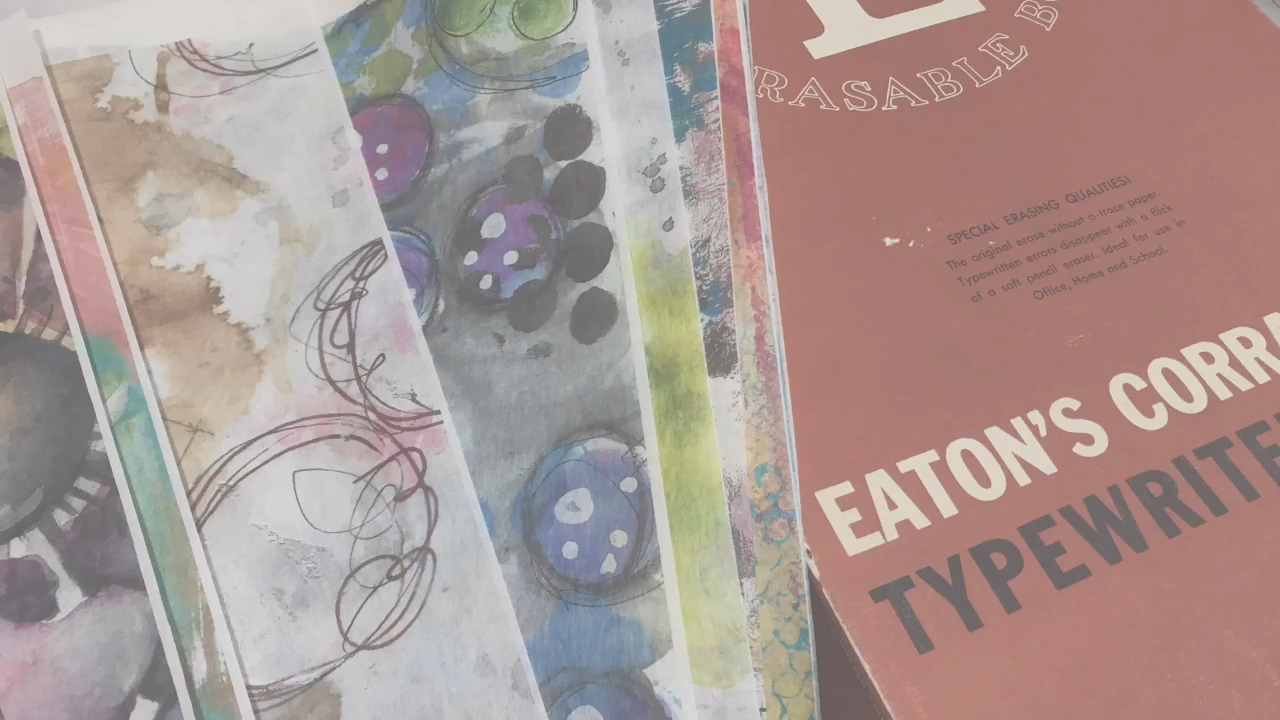 RASABLE B
SPECIAL ERASING QUALITIES!
The original erase-without-a-trace paper.
Typewritten errors disappear with a flick
of a soft pencil eraser. Ideal for use in
Office, Home and School.
EATON'S CORRA
TYPEWRITE